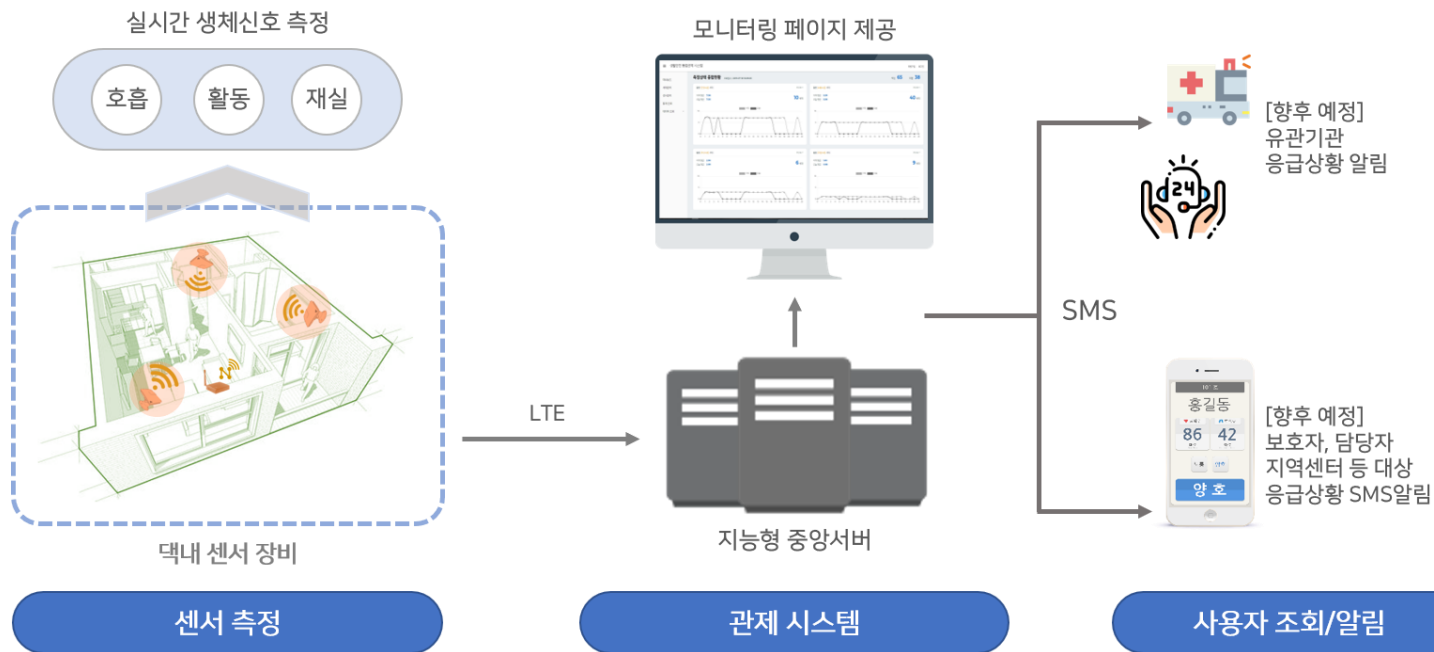 실시간 생체신호 측정
호흡
활동
재실
댁내 센서 장비
센서 측정
LTE
모니터링 페이지 제공
지능형 중앙서버
관제 시스템
SMS
[향후 예정]
유관기관
응급상황 알림
24
홍길동
86
42
양호
[향후 예정]
보호자, 담당자
지역센터 등 대상
응급상황 SMS알림
사용자 조회/알림